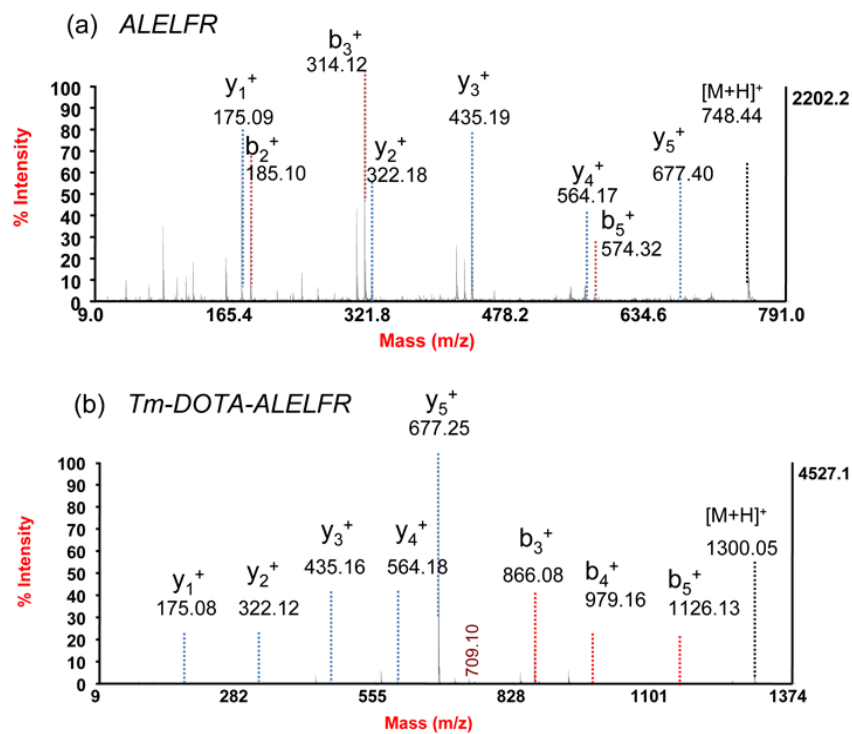 (a) ALELFR
b3+
314.12
y1+
175.09
b2+
185.10
y2+
322.18
y3+
435.19
y4+
564.17
b5+
574.32
y5+
677.40
[M+H]+
748.44
2202.2
% Intensity
100
90
80
70
60
50
40
30
20
10
0
9.0 165.4 321.8 478.2 634.6 791.0
Mass (m/z)
(b) Tm-DOTA-ALELFR
y5+
677.25
y1+
175.08
y2+
322.12
y3+
435.16
y4+
564.18
709.10
b3+
866.08
b4+
979.16
b5+
1126.13
[M+H]+
1300.05
4527.1
% Intensity
100
90
80
70
60
50
40
30
20
10
0
9 282 555 828 1101 1374
Mass (m/z)